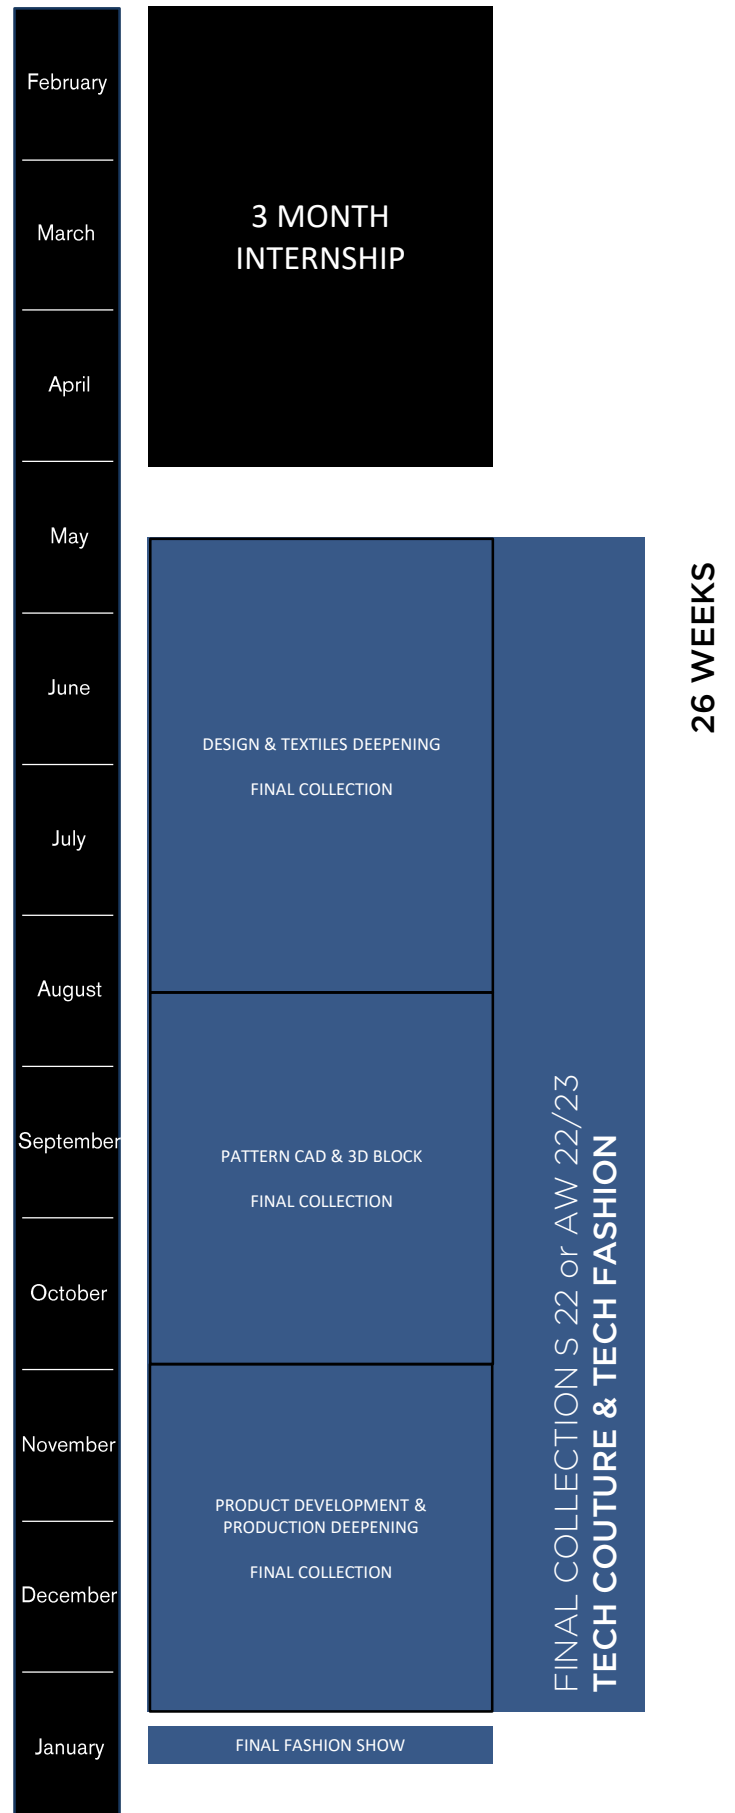 February
March
April
May
June
July
August
September
October
November
December
January
3 MONTH
INTERNSHIP
DESIGN & TEXTILES DEEPENING
FINAL COLLECTION
PATTERN CAD & 3D BLOCK
FINAL COLLECTION
PRODUCT DEVELOPMENT &
PRODUCTION DEEPENING
FINAL COLLECTION
FINAL FASHION SHOW
FINAL COLLECTION S 22 or AW 22/23
TECH COUTURE & TECH FASHION
26 WEEKS